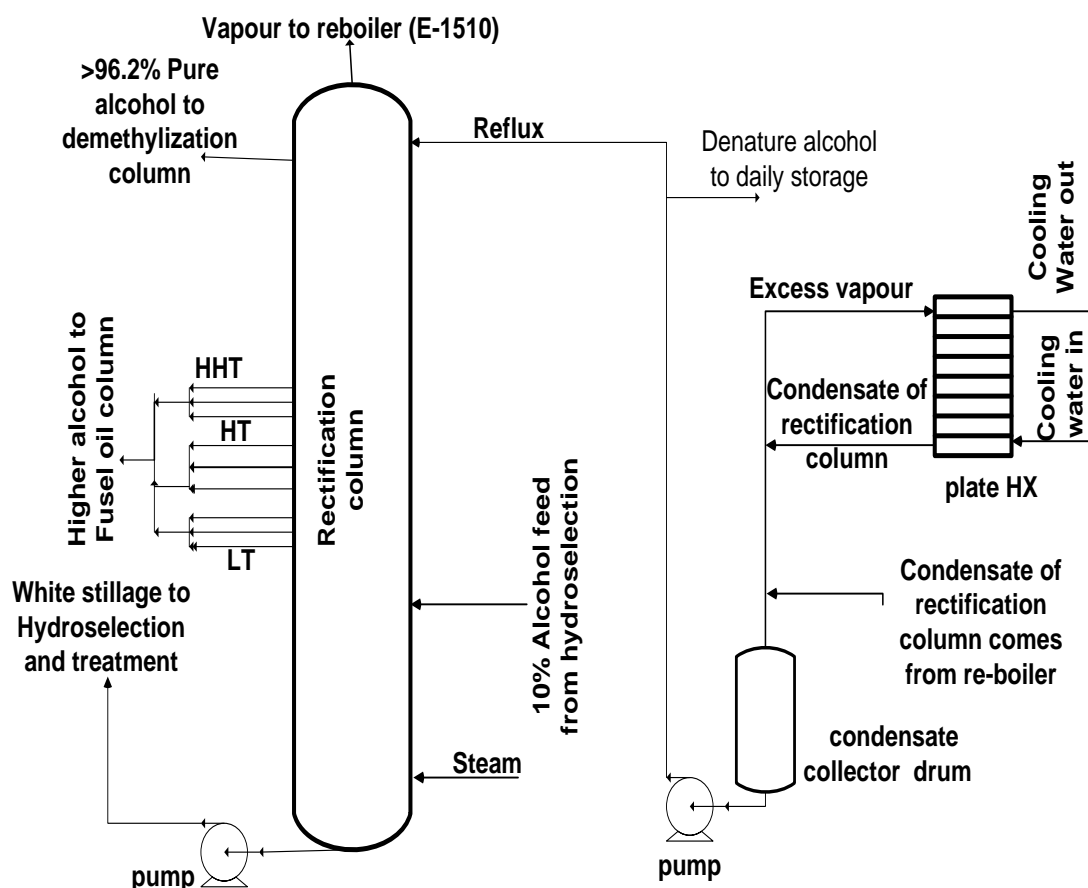 Vapour to reboiler (E-1510)
>96.2% Pure
alcohol to
demethylization
column
Reflux
Denature alcohol
to daily storage
Cooling
Water out
Excess vapour
Cooling
water in
Condensate of
rectification
column
plate HX
HHT
HT
LT
Higher alcohol to
Fusel oil column
Rectification
column
White stillage to
Hydroselection
and treatment
10% Alcohol feed
from hydroselection
Condensate of
rectification
column comes
from re-boiler
Steam
condensate
collector drum
pump
pump